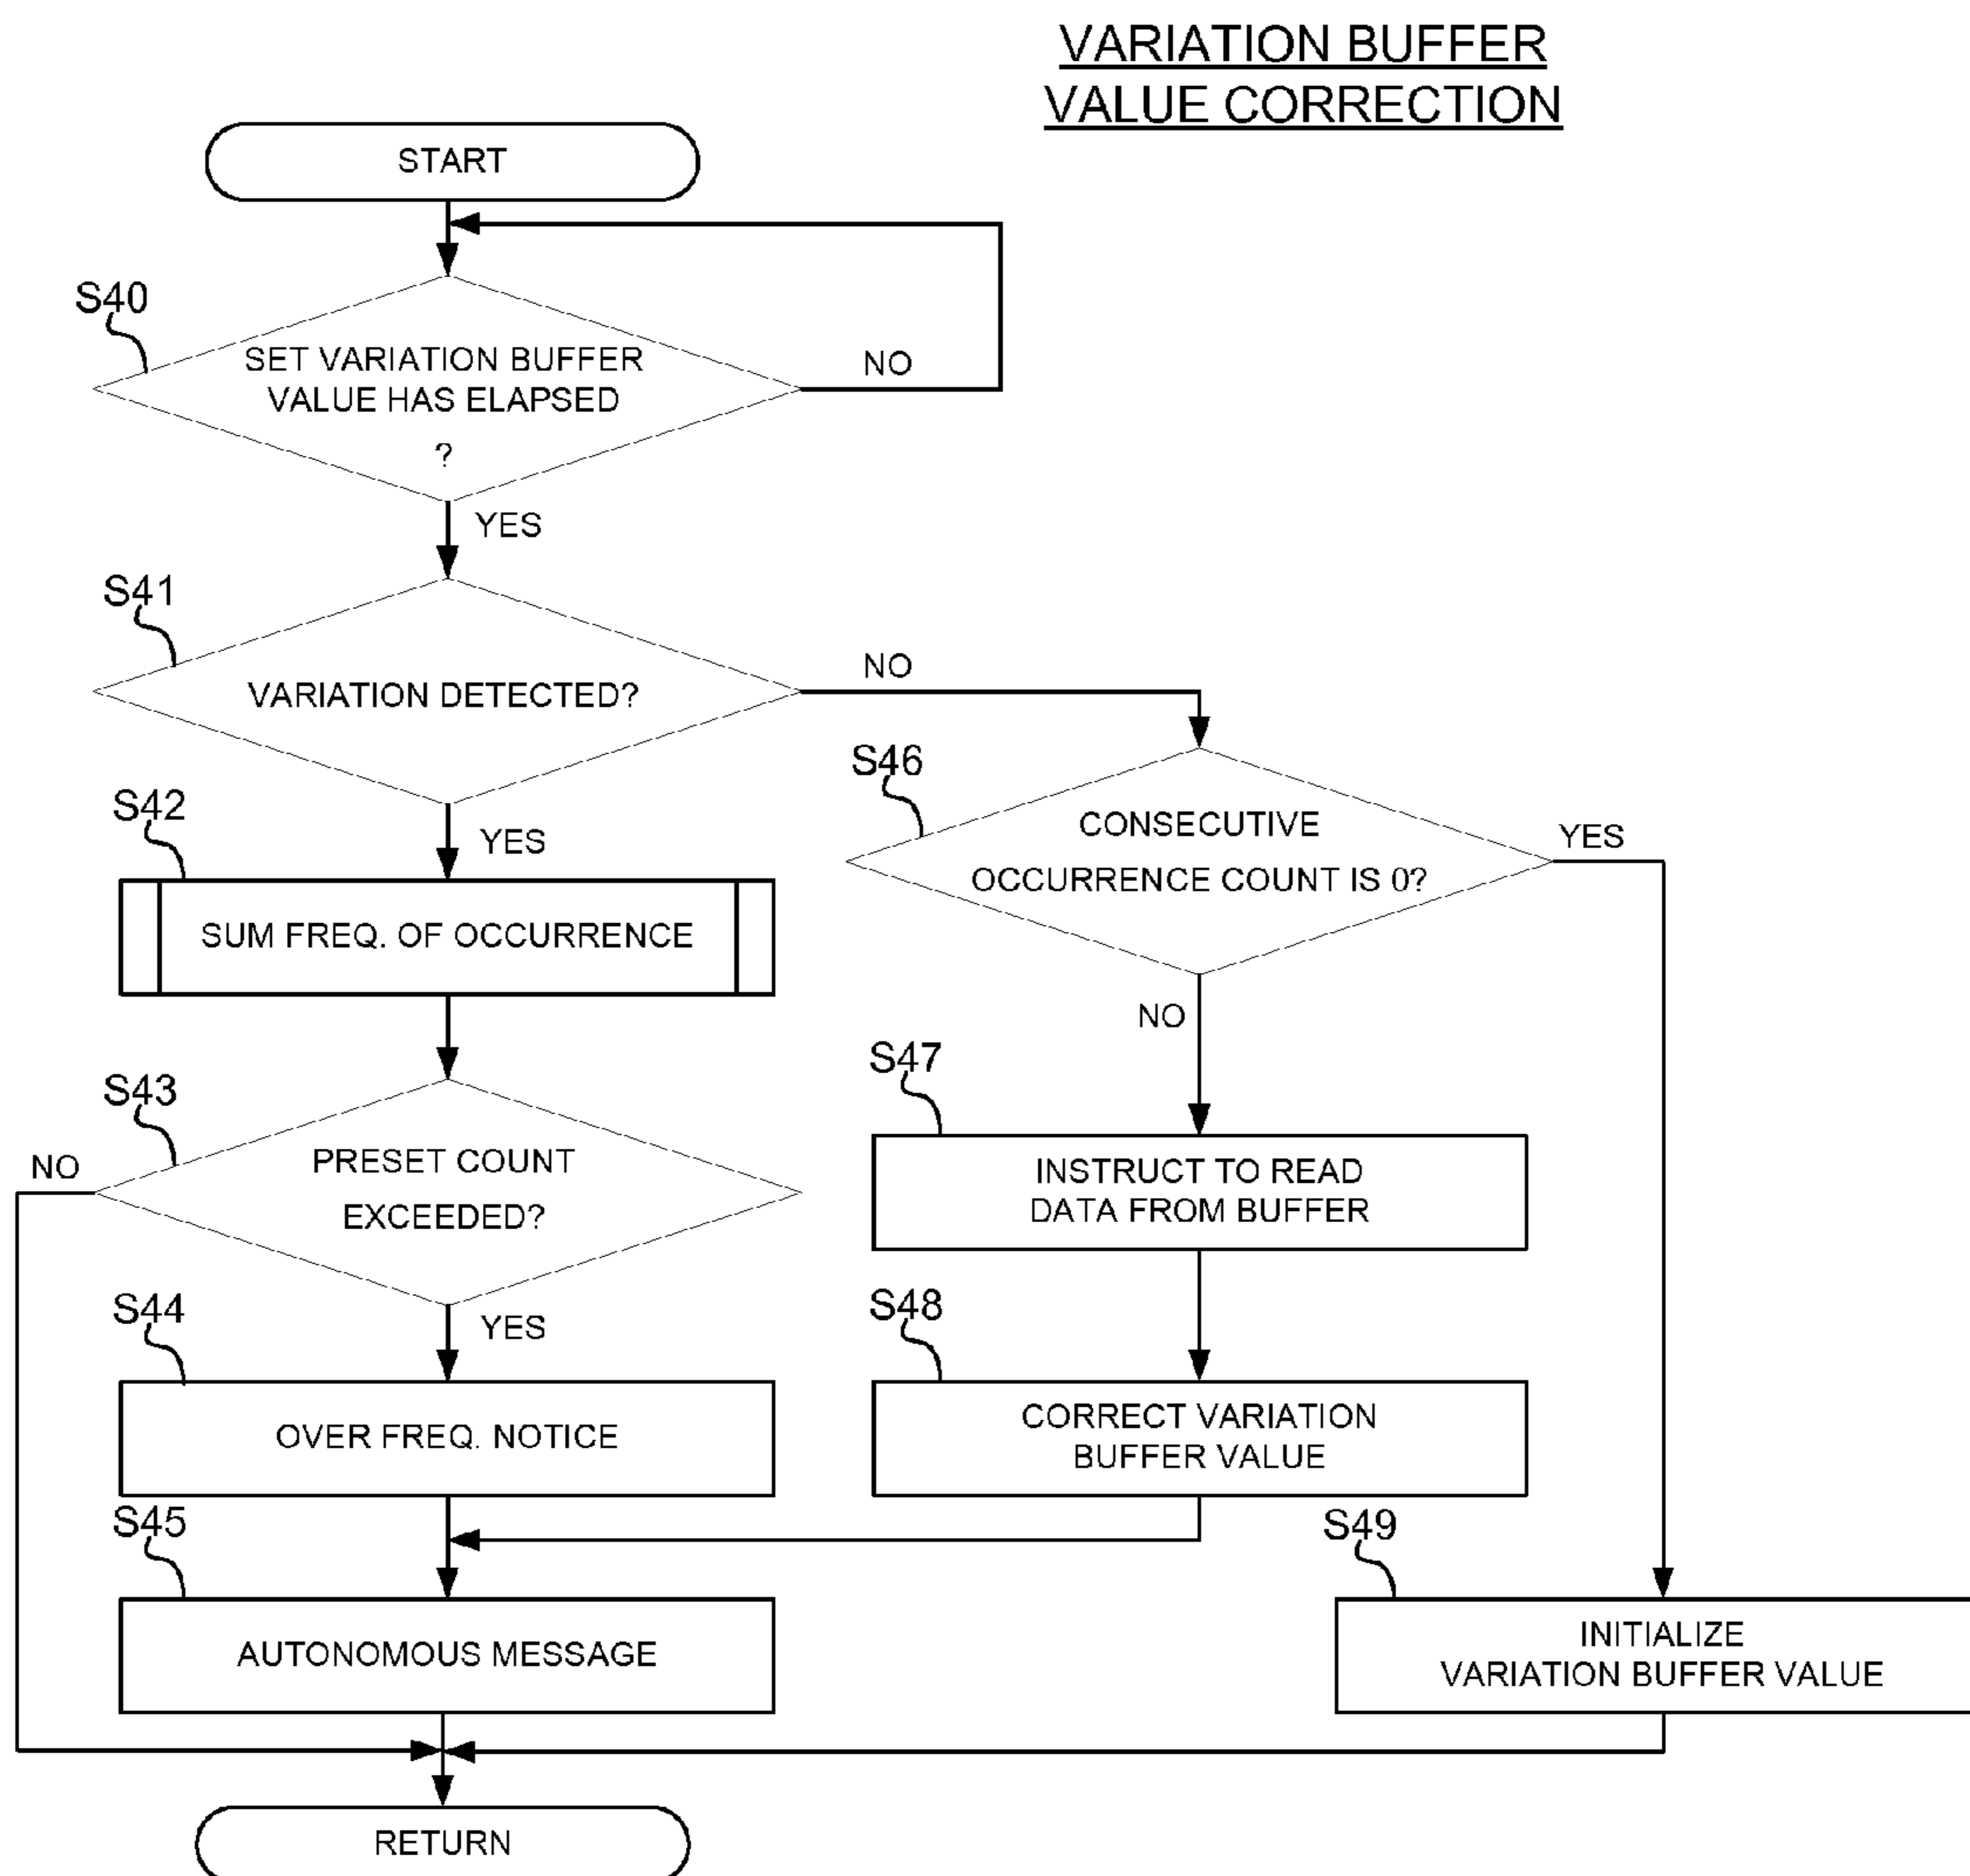 VARIATION BUFFER
VALUE CORRECTION
START
S40
SET VARIATION BUFFER
VALUE HAS ELAPSED
?
NO
YES
S41
VARIATION DETECTED?
NO
YES
S42
SUM FREQ. OF OCCURRENCE
S46
CONSECUTIVE
OCCURRENCE COUNT IS 0?
YES
NO
S43
PRESET COUNT
EXCEEDED?
NO
YES
S47
INSTRUCT TO READ
DATA FROM BUFFER
S44
OVER FREQ. NOTICE
S48
CORRECT VARIATION
BUFFER VALUE
S45
AUTONOMOUS MESSAGE
S49
INITIALIZE
VARIATION BUFFER VALUE
RETURN